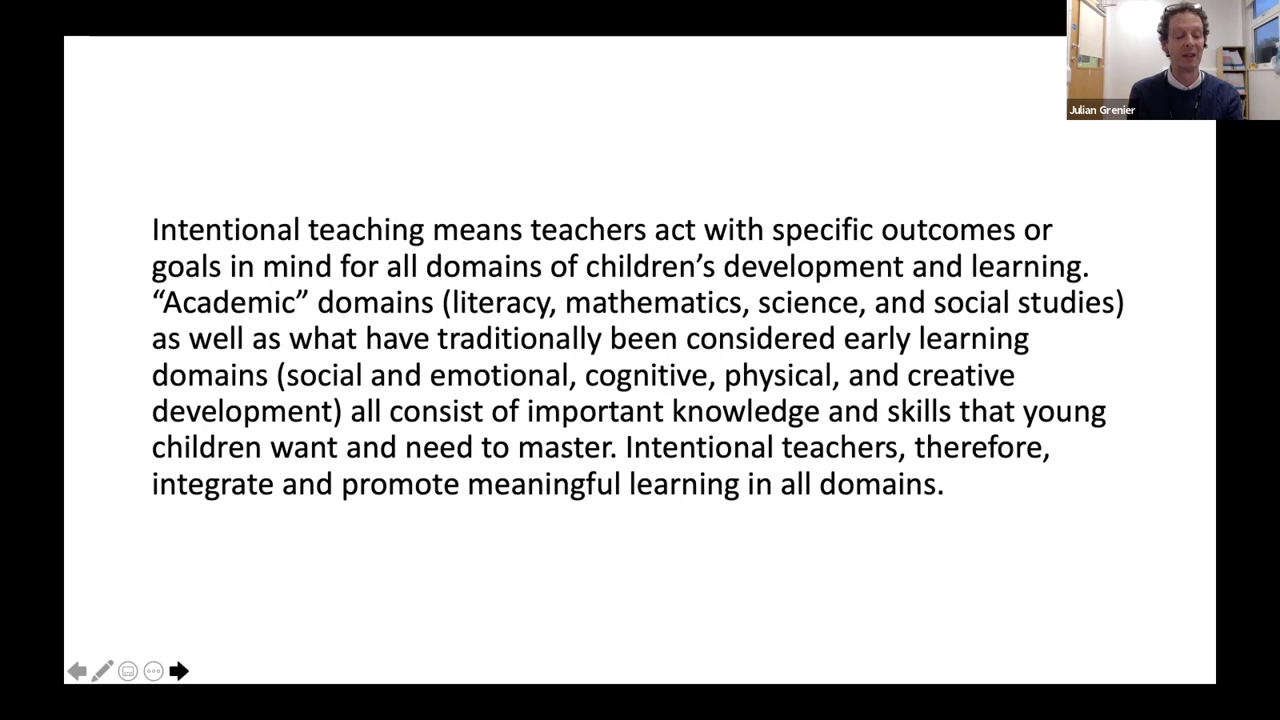 Julian Grenier
Intentional teaching means teachers act with specific outcomes or
goals in mind for all domains of children’s development and learning.
“Academic” domains (literacy, mathematics, science, and social studies)
as well as what have traditionally been considered early learning
domains (social and emotional, cognitive, physical, and creative
development) all consist of important knowledge and skills that young
children want and need to master. Intentional teachers, therefore,
integrate and promote meaningful learning in all domains.